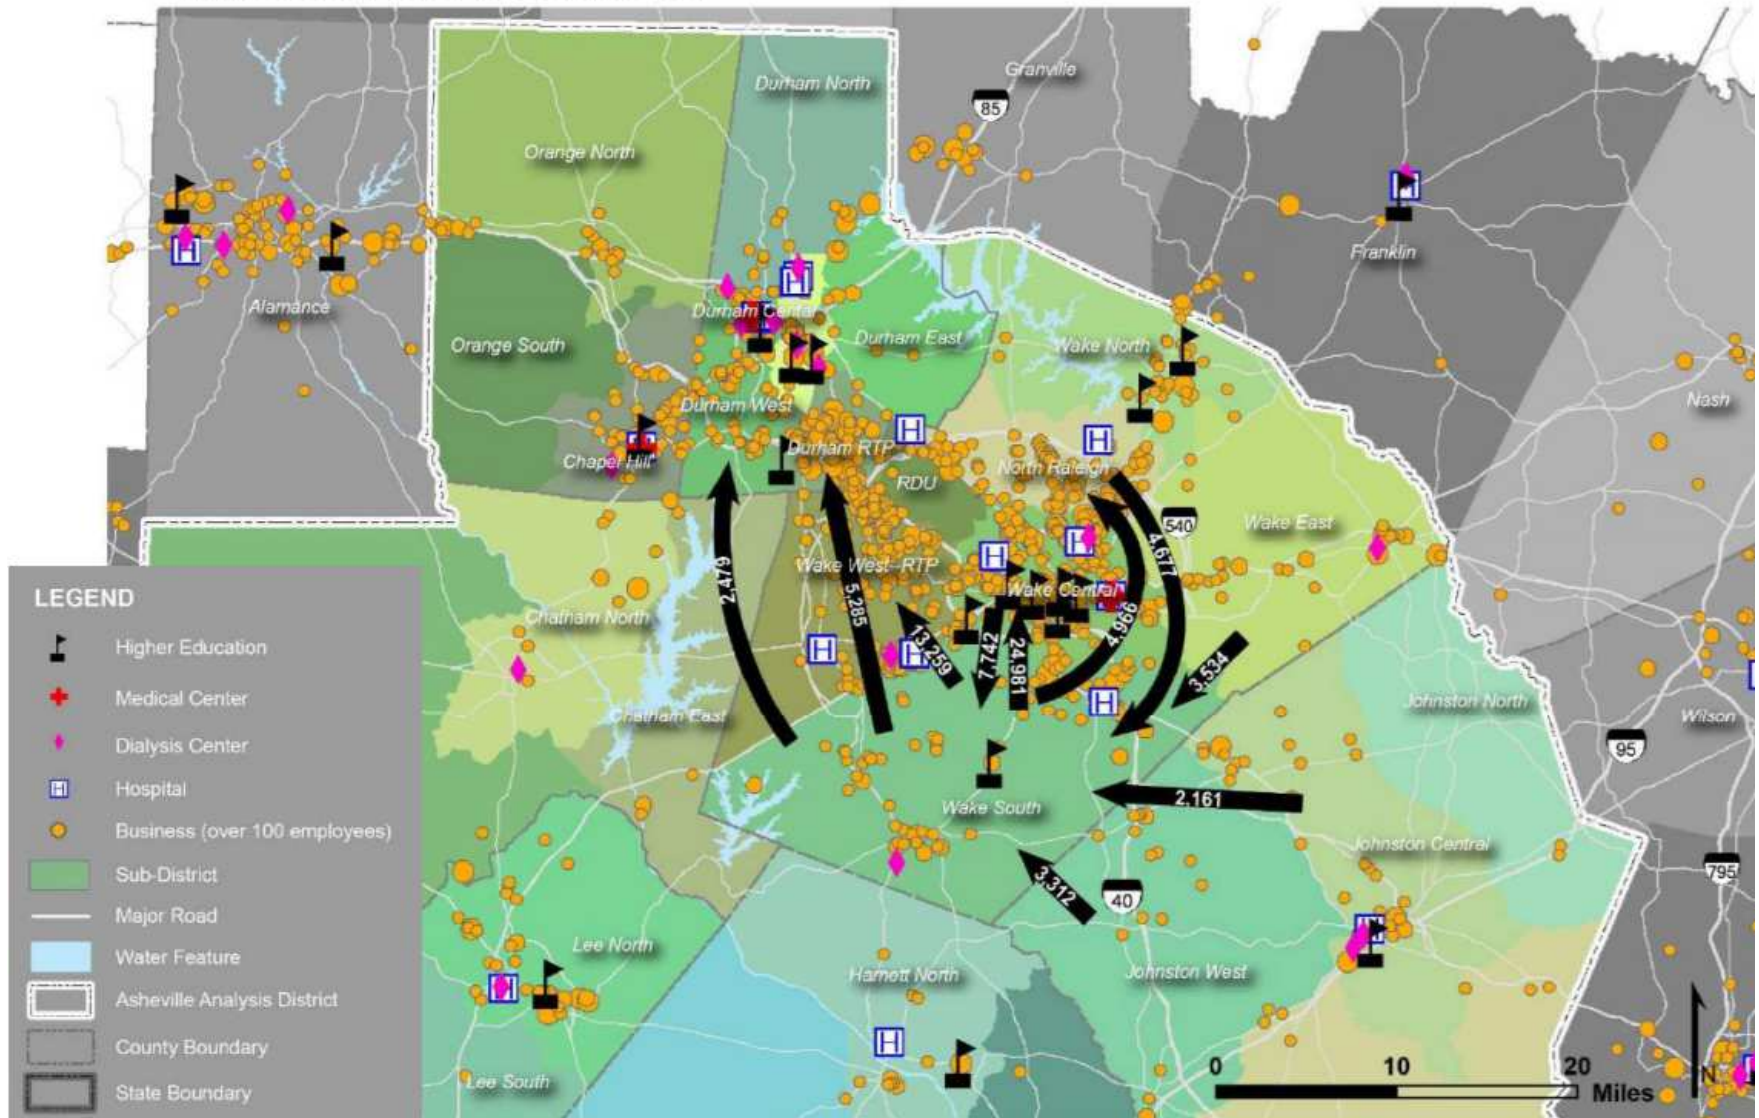 Granville
Durham North
85
Orange North
Franklin
Alamance
Durham Central
Durham East
Orange South
Wake North
Nash
Durham West
Durham RTP
Chapel Hill
North Raleigh
RDU
540
Wake East
4,677
Wake West--RTP
2,479
5,285
Wake Central
Chatham North
4,966
13,259
7,742
24,981
3,534
Johnston North
Chatham East
Wilson
95
2,161
Wake South
Johnston Central
795
3,312
40
Lee North
Harnett North
Johnston West
Lee South
LEGEND
Higher Education
Medical Center
Dialysis Center
Hospital
Business (over 100 employees)
Sub-District
Major Road
Water Feature
Asheville Analysis District
County Boundary
State Boundary
0 10 20
Miles
N
H